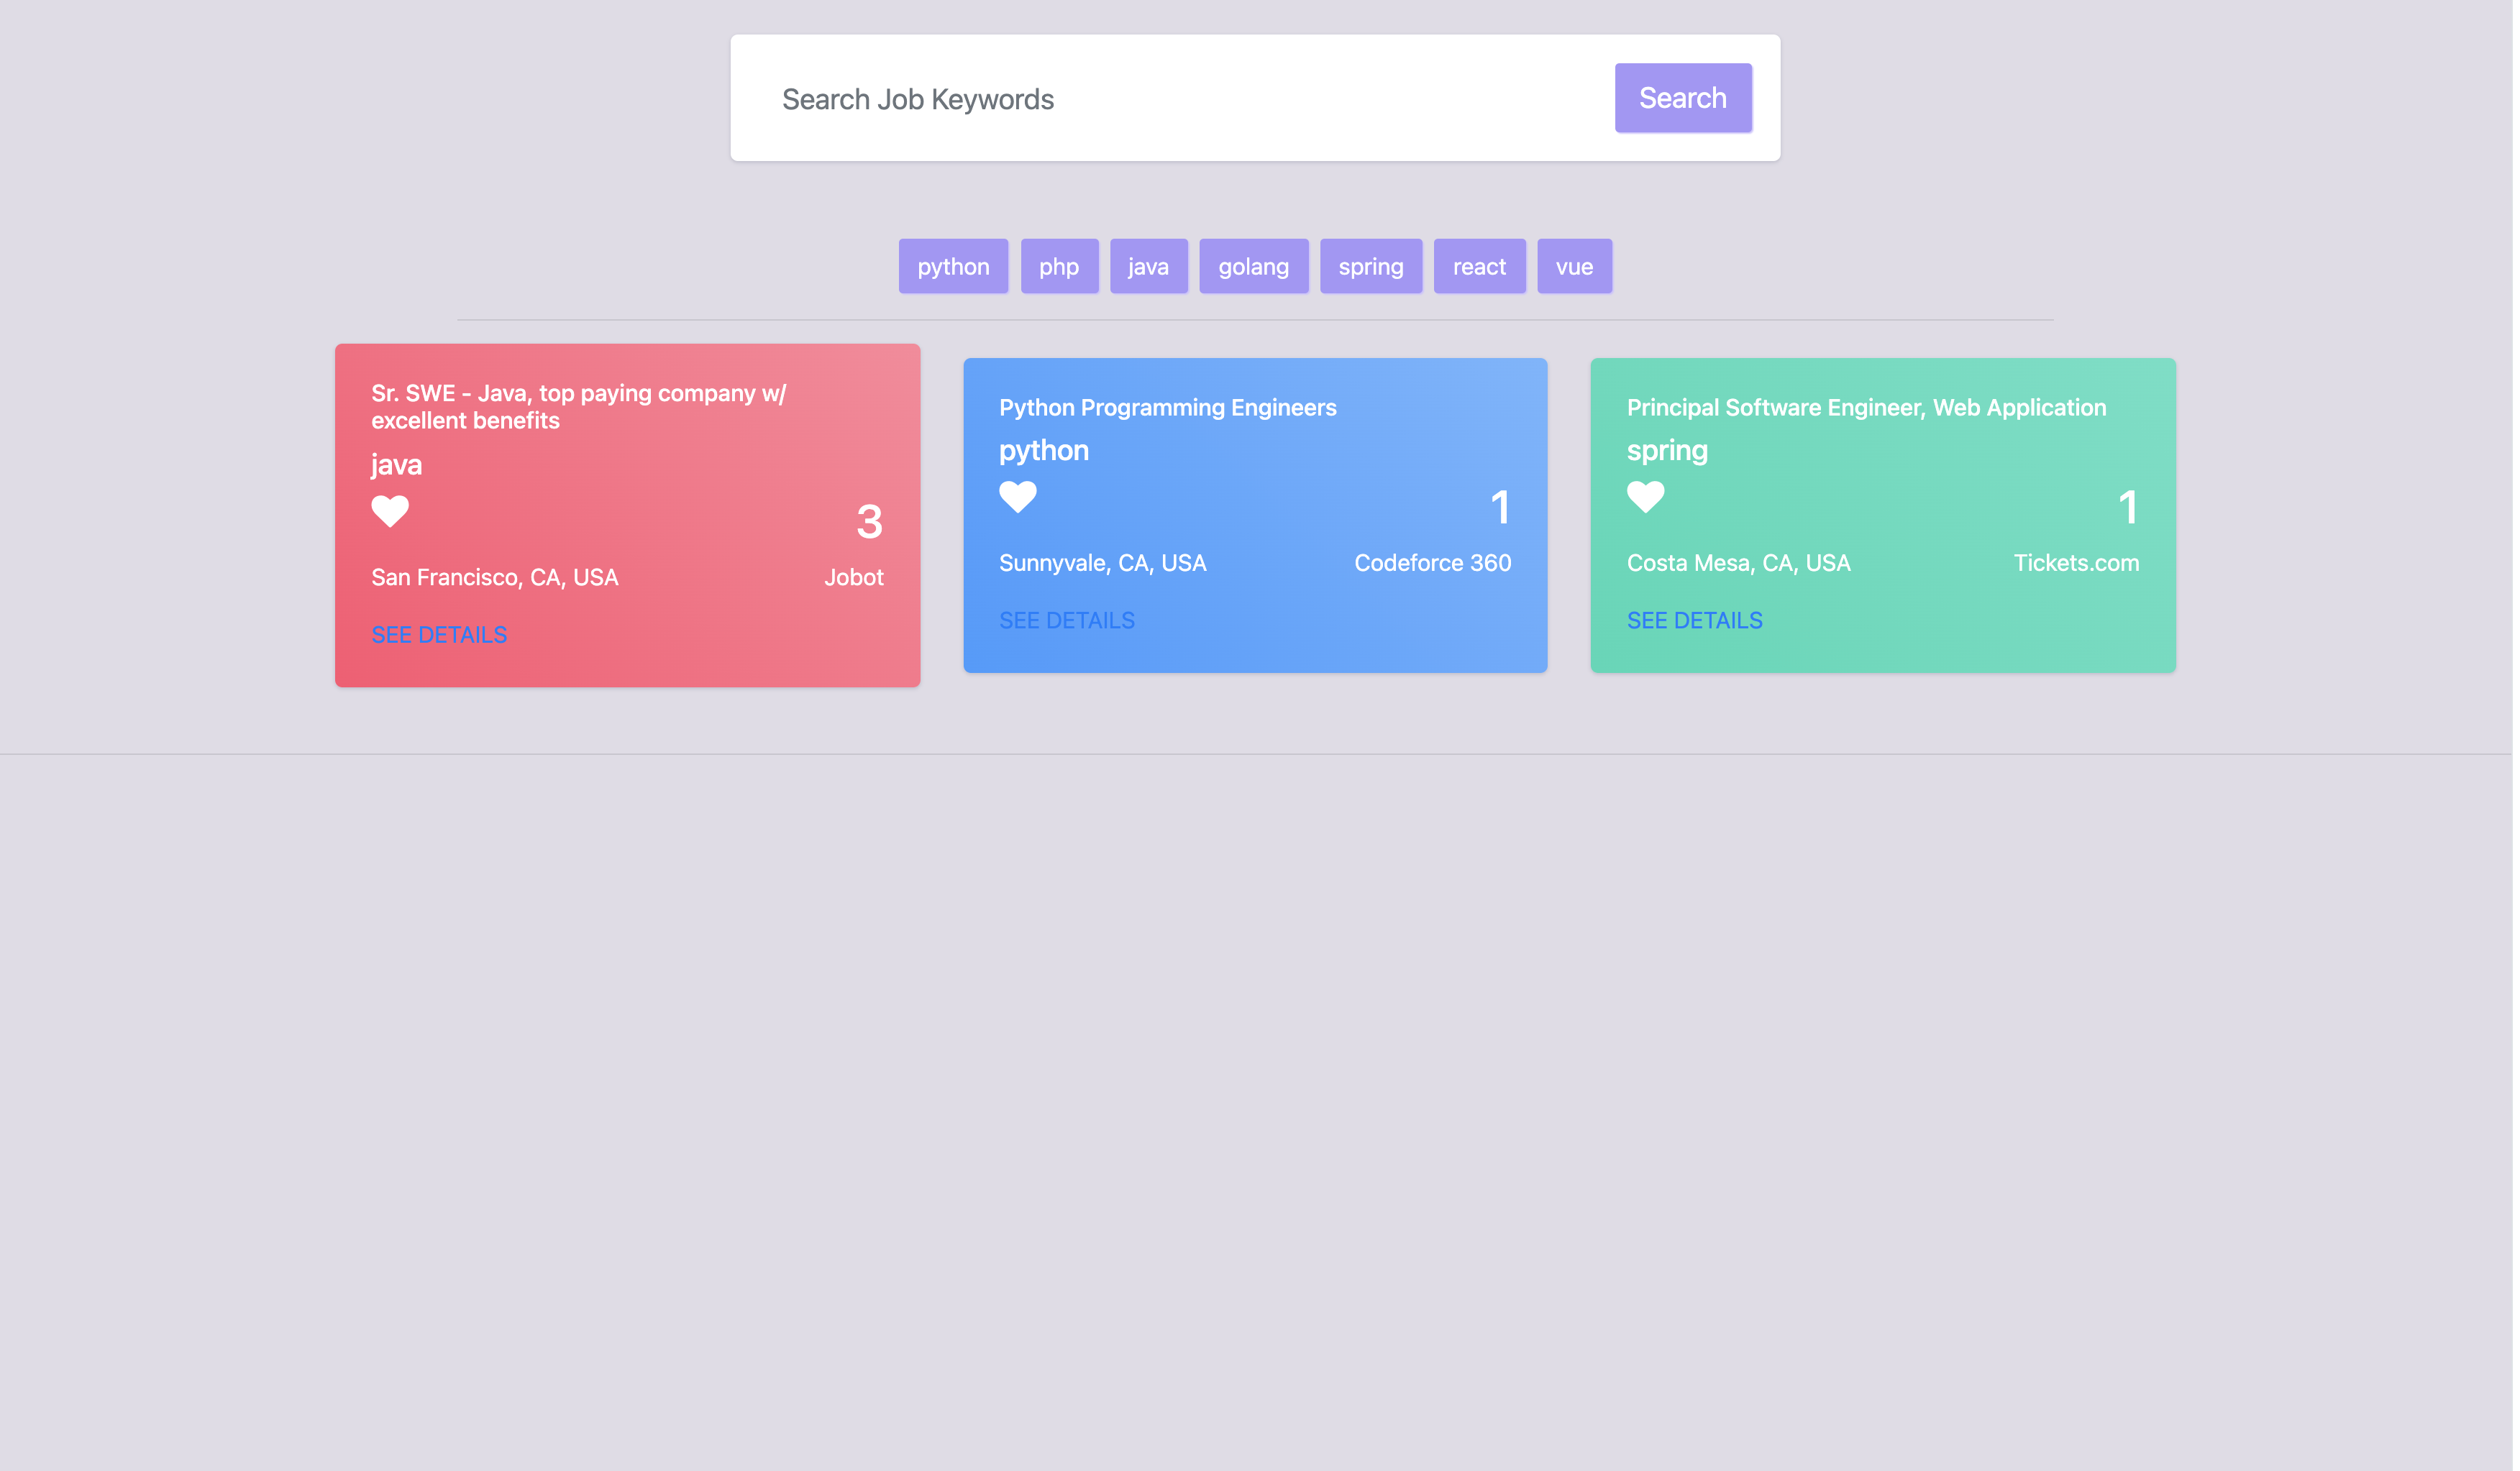 Search Job Keywords
Search
python php java golang spring react vue
Sr. SWE - Java, top paying company w/
excellent benefits
java
3
San Francisco, CA, USA Jobot
SEE DETAILS
Python Programming Engineers
python
1
Sunnyvale, CA, USA Codeforce 360
SEE DETAILS
Principal Software Engineer, Web Application
spring
1
Costa Mesa, CA, USA Tickets.com
SEE DETAILS